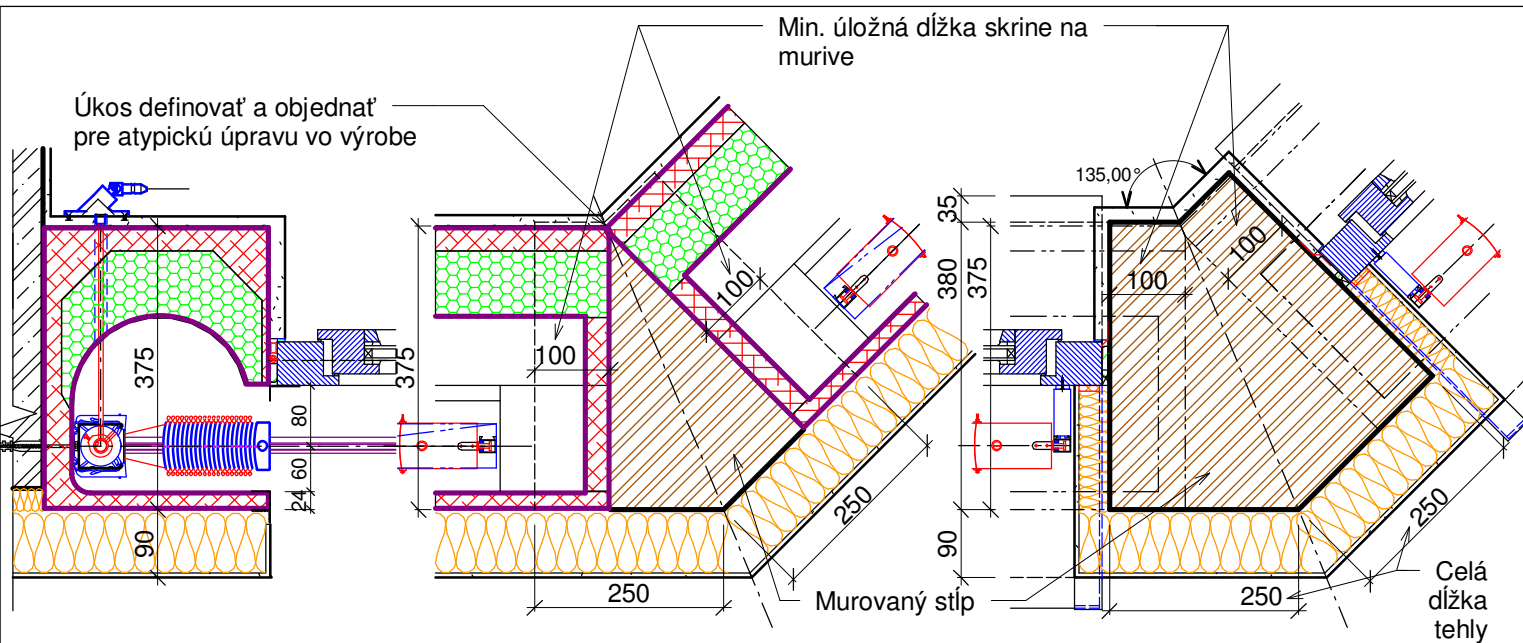 Min. úložná dĺžka skrine na
murive
Úkos definovať a objednať
pre atypickú úpravu vo výrobe
135,00°
35
380
375
100
100
375
80
60
24
90
375
100
100
250
250
Murovaný stĺp
90
250
250
Celá
dĺžka
tehly